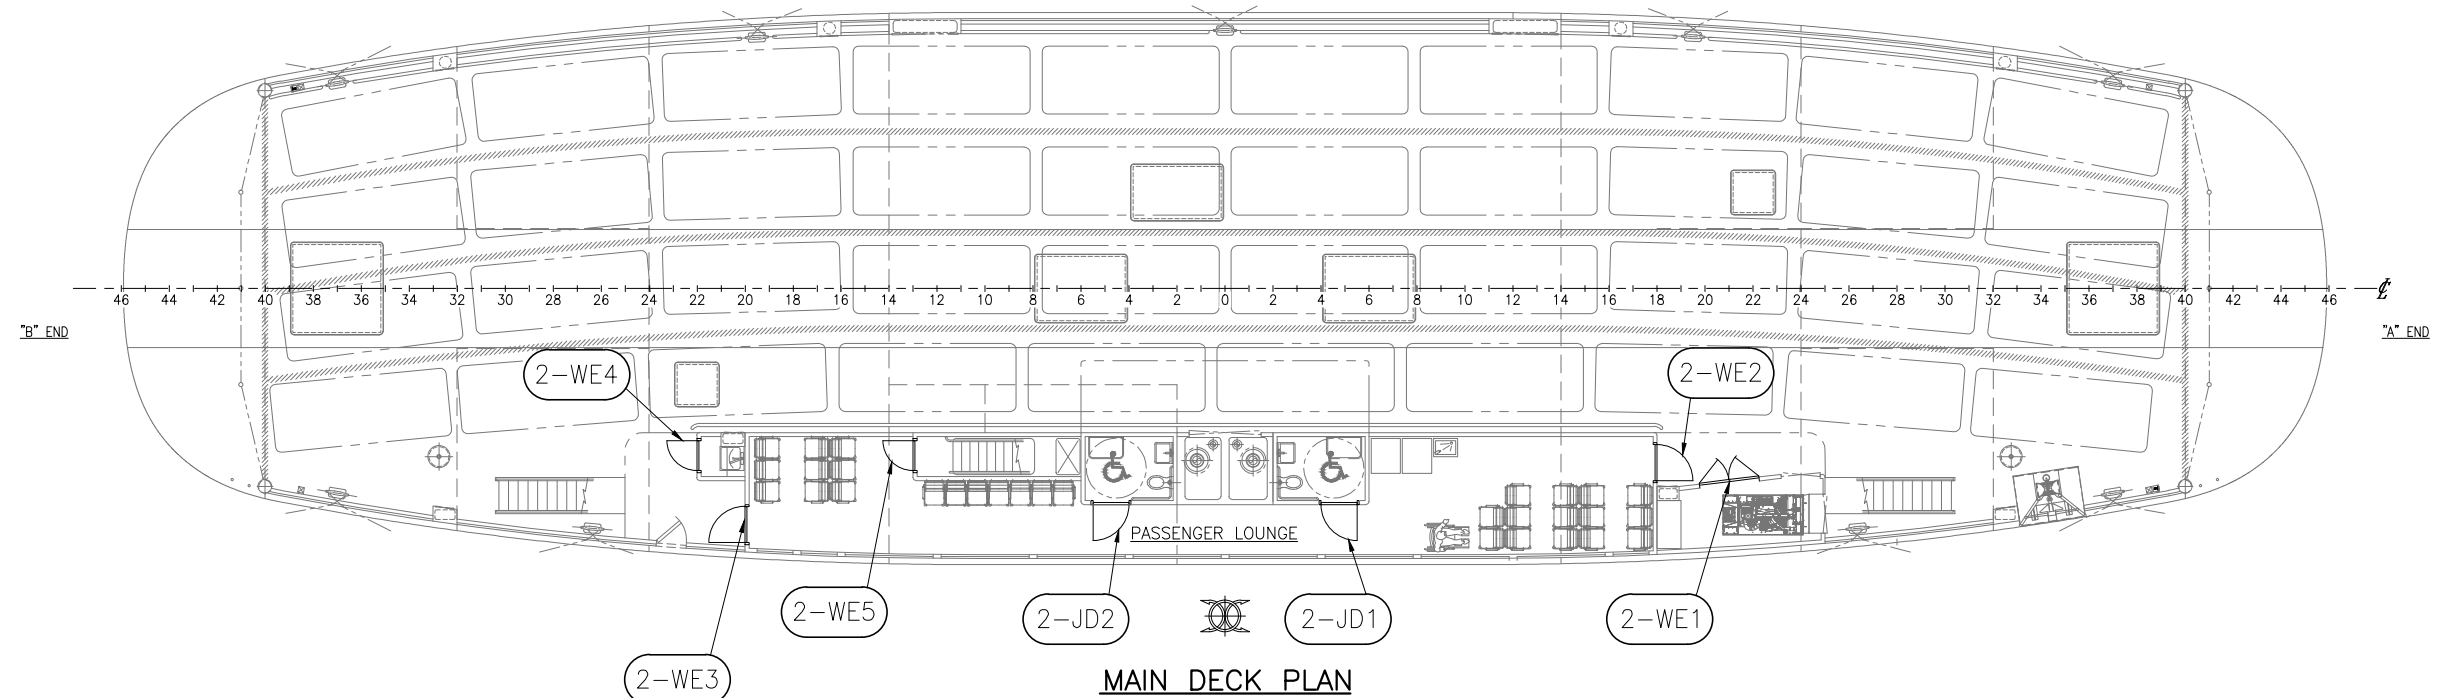 46 44 42 40 38 36 34 32 30 28 26 24 22 20 18 16 14 12 10 8 6 4 2 0 2 4 6 8 10 12 14 16 18 20 22 24 26 28 30 32 34 36 38 40 42 44 46 ℄
"B" END
"A" END
2-WE4
2-WE2
PASSENGER LOUNGE
2-WE5
2-JD2
2-JD1
2-WE1
2-WE3
MAIN DECK PLAN